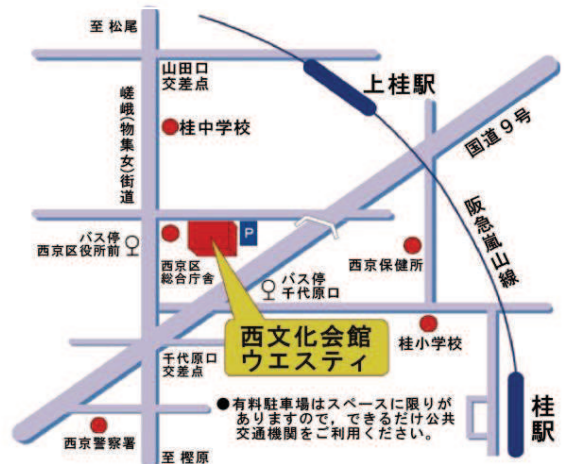 至 松尾
山田口
交差点
上桂駅
嵯峨(物集女)街道
桂中学校
国道9号
阪急嵐山線
バス停
西京区役所前
西京区
総合庁舎
P
バス停
千代原口
西京保健所
西文化会館
ウエスティ
桂小学校
千代原口
交差点
●有料駐車場はスペースに限りが
ありますので,できるだけ公共
交通機関をご利用ください。
桂駅
西京警察署
至 樫原